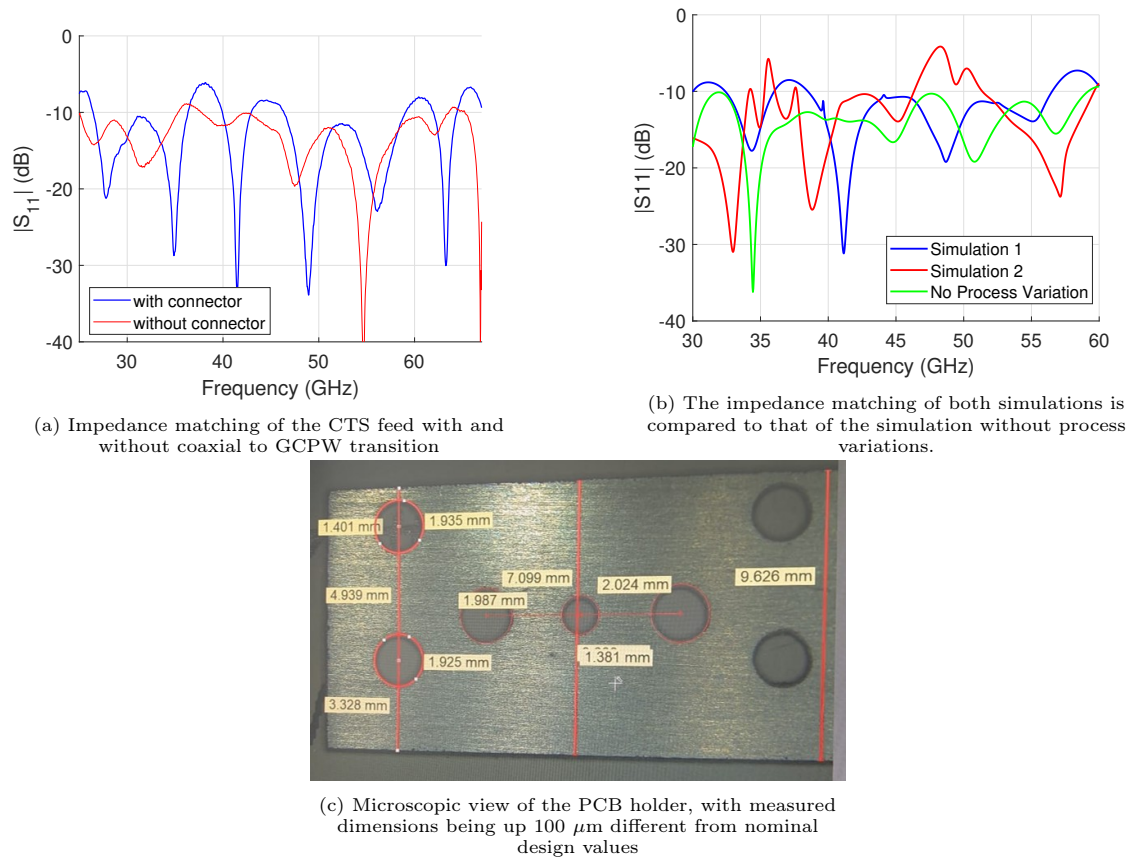 0
-10
-20
-30
-40
30
40
50
60
|S11| (dB)
Frequency (GHz)
with connector
without connector
(a) Impedance matching of the CTS feed with and
without coaxial to GCPW transition
0
-10
-20
-30
-40
30
35
40
45
50
55
60
|S11| (dB)
Frequency (GHz)
Simulation 1
Simulation 2
No Process Variation
(b) The impedance matching of both simulations is
compared to that of the simulation without process
variations.
1.401 mm
1.935 mm
4.939 mm
7.099 mm
2.024 mm
9.626 mm
1.987 mm
1.381 mm
1.925 mm
3.328 mm
(c) Microscopic view of the PCB holder, with measured
dimensions being up 100 μm different from nominal
design values